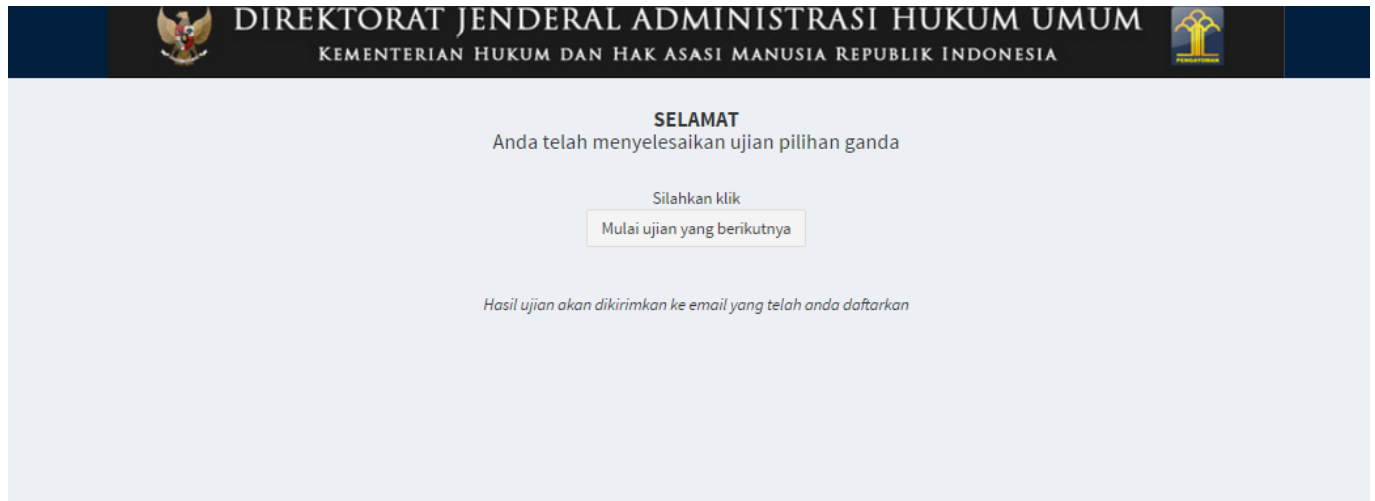 DIREKTORAT JENDERAL ADMINISTRASI HUKUM UMUM
KEMENTERIAN HUKUM DAN HAK ASASI MANUSIA REPUBLIK INDONESIA
PENGAYOMAN
SELAMAT
Anda telah menyelesaikan ujian pilihan ganda
Silahkan klik
Mulai ujian yang berikutnya
Hasil ujian akan dikirimkan ke email yang telah anda daftarkan